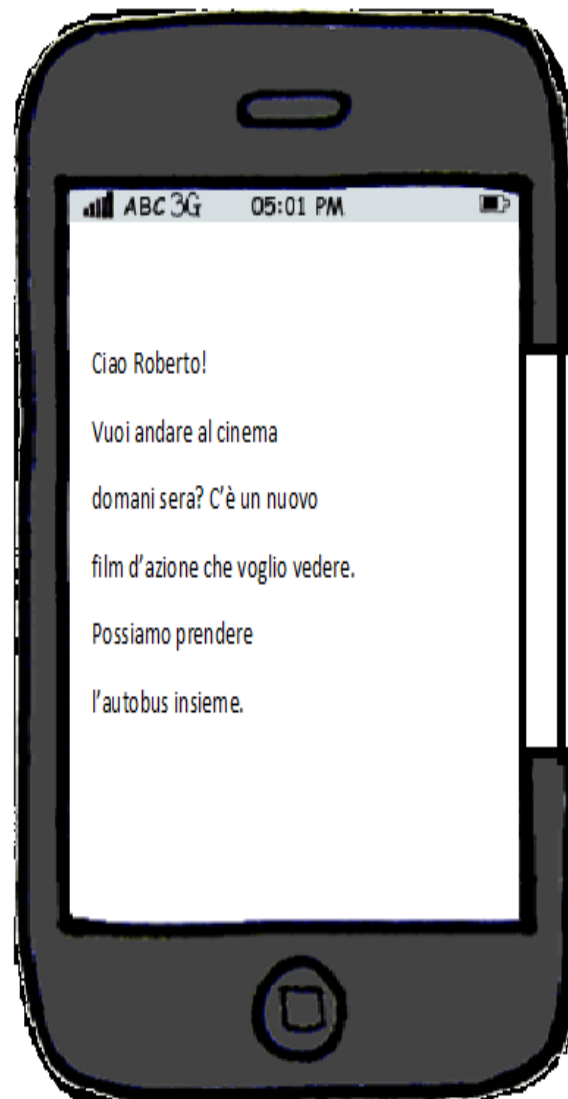 ABC 3G 05:01 PM
Ciao Roberto!
Vuoi andare al cinema
domani sera? C'è un nuovo
film d'azione che voglio vedere.
Possiamo prendere
l'autobus insieme.